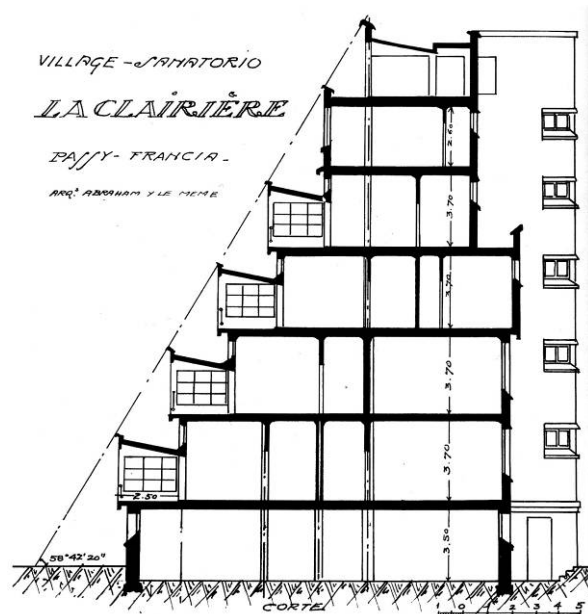 VILLAGE - SANATORIO
LA CLAIRIÈRE
PASSY - FRANCIA -
ARQ.s ABRAHAM Y LE MEME
2.60
3.70
3.70
3.70
3.70
2.50
3.50
58°42'20"
CORTE
0 1 2 3 4